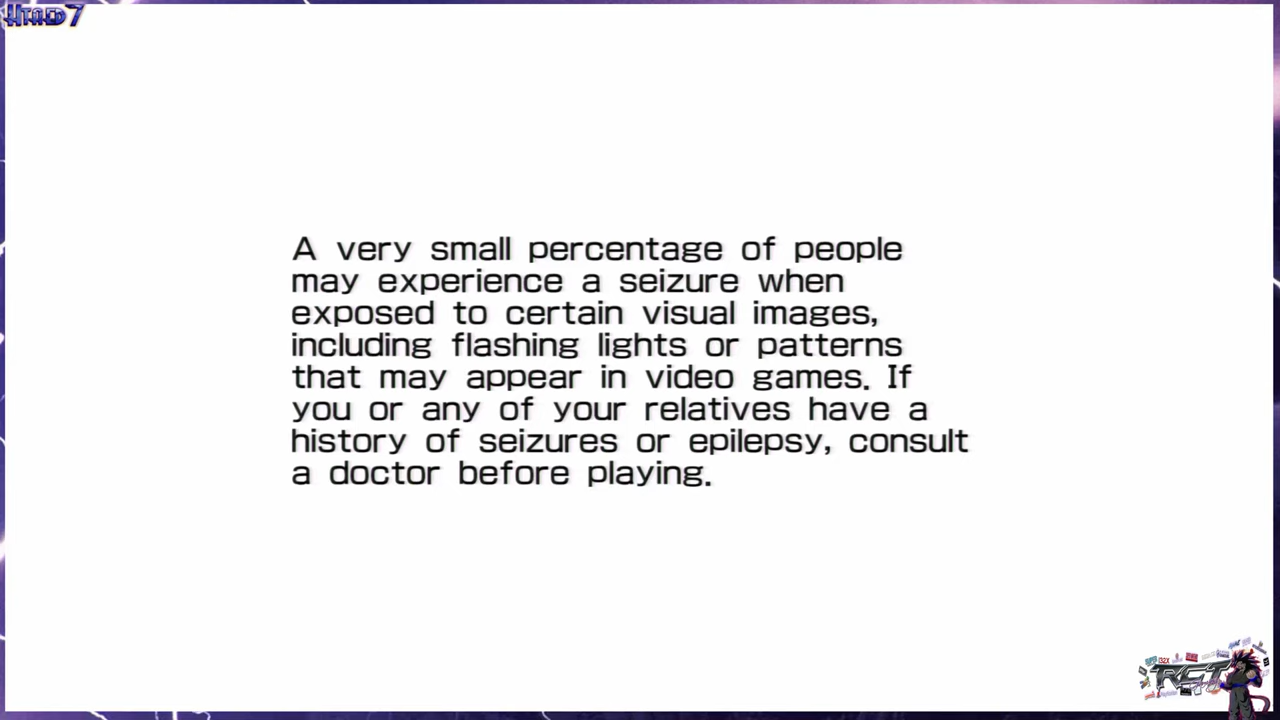 A very small percentage of people
may experience a seizure when
exposed to certain visual images,
including flashing lights or patterns
that may appear in video games. If
you or any of your relatives have a
history of seizures or epilepsy, consult
a doctor before playing.